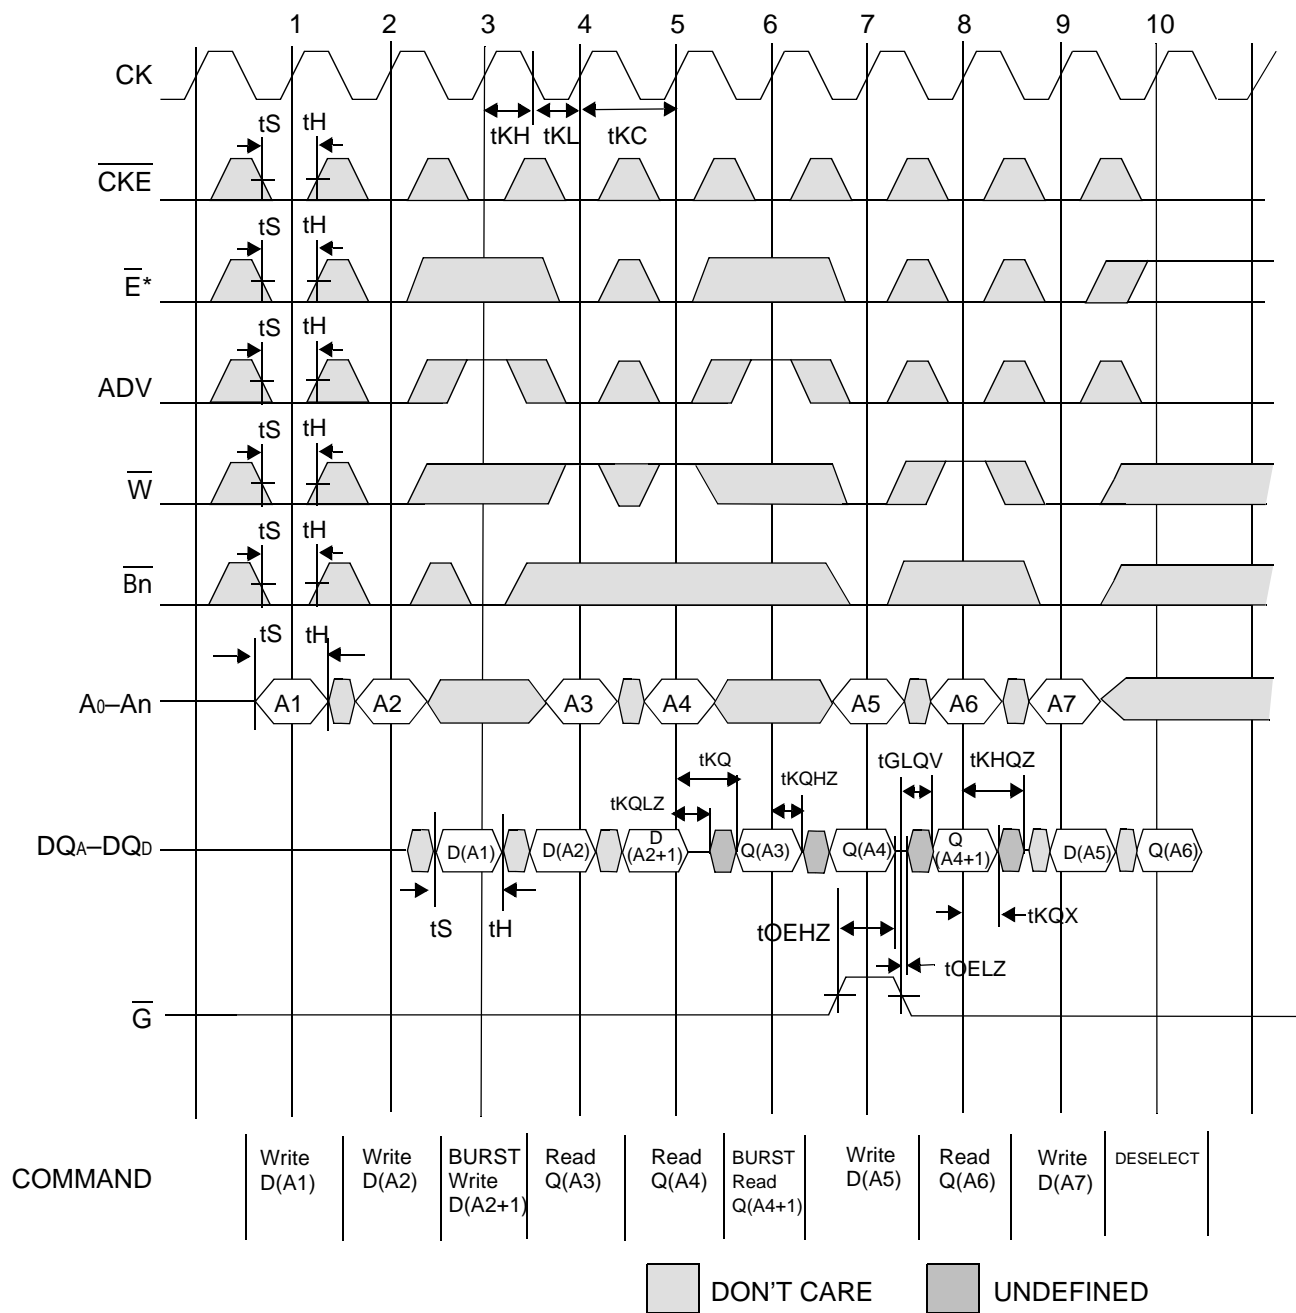 1 2 3 4 5 6 7 8 9 10
CK
tKH tKL tKC
tS tH
CKE
tS tH
E*
tS tH
ADV
tS tH
W
tS tH
Bn
tS tH
A0–An
A1 A2 A3 A4 A5 A6 A7
tKQ tGLQV tKHQZ
tKQLZ tKQHZ
DQA–DQD
D(A1) D(A2) D (A2+1) Q(A3) Q(A4) Q (A4+1) D(A5) Q(A6)
tS tH
tOEHZ tKQX
tOELZ
G
COMMAND
Write D(A1)
Write D(A2)
BURST Write D(A2+1)
Read Q(A3)
Read Q(A4)
BURST Read Q(A4+1)
Write D(A5)
Read Q(A6)
Write D(A7)
DESELECT
DON'T CARE
UNDEFINED